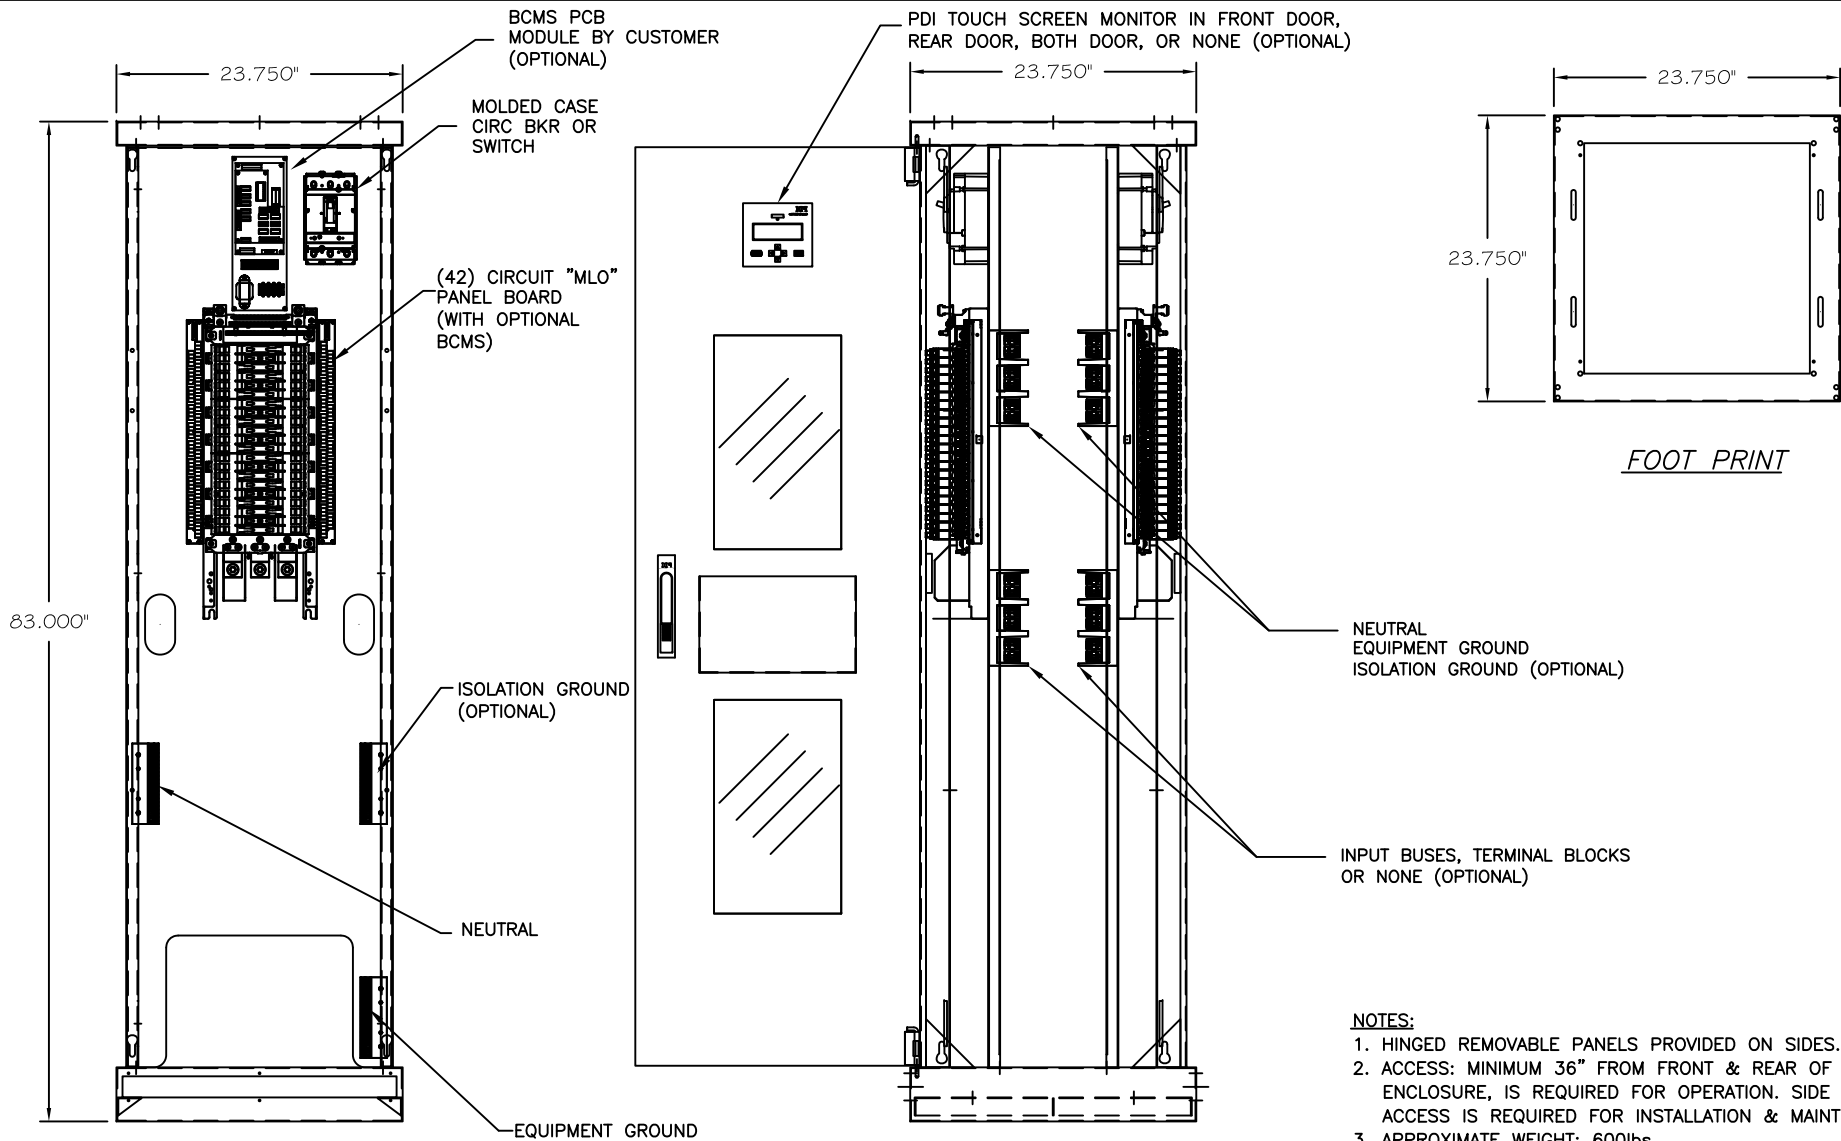 BCMS PCB
MODULE BY CUSTOMER
(OPTIONAL)
PDI TOUCH SCREEN MONITOR IN FRONT DOOR,
REAR DOOR, BOTH DOOR, OR NONE (OPTIONAL)
23.750"
23.750"
23.750"
MOLDED CASE
CIRC BKR OR
SWITCH
(42) CIRCUIT "MLO"
PANEL BOARD
(WITH OPTIONAL
BCMS)
23.750"
FOOT PRINT
83.000"
NEUTRAL
EQUIPMENT GROUND
ISOLATION GROUND (OPTIONAL)
ISOLATION GROUND
(OPTIONAL)
INPUT BUSES, TERMINAL BLOCKS
OR NONE (OPTIONAL)
NEUTRAL
EQUIPMENT GROUND
NOTES:
1. HINGED REMOVABLE PANELS PROVIDED ON SIDES.
2. ACCESS: MINIMUM 36" FROM FRONT & REAR OF
ENCLOSURE, IS REQUIRED FOR OPERATION. SIDE
ACCESS IS REQUIRED FOR INSTALLATION & MAINT
3. APPROXIMATE WEIGHT: 600lbs